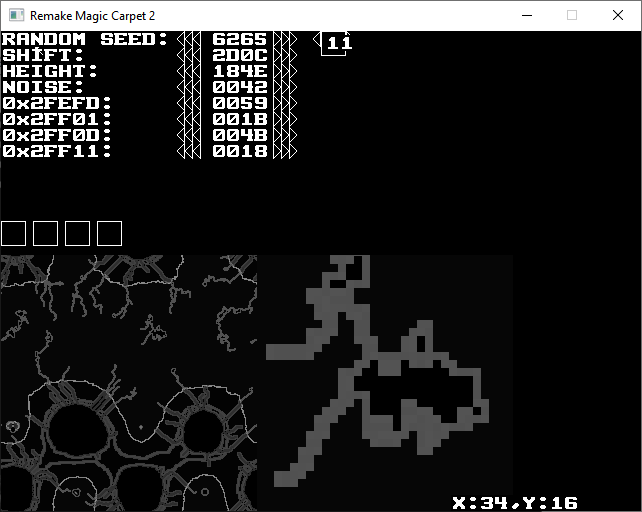 Remake Magic Carpet 2
RANDOM SEED: 6265 11
SHIFT: 2D0C
HEIGHT: 184E
NOISE: 0042
0x2FEFD: 0059
0x2FF01: 001B
0x2FF0D: 004B
0x2FF11: 0018
X:34,Y:16